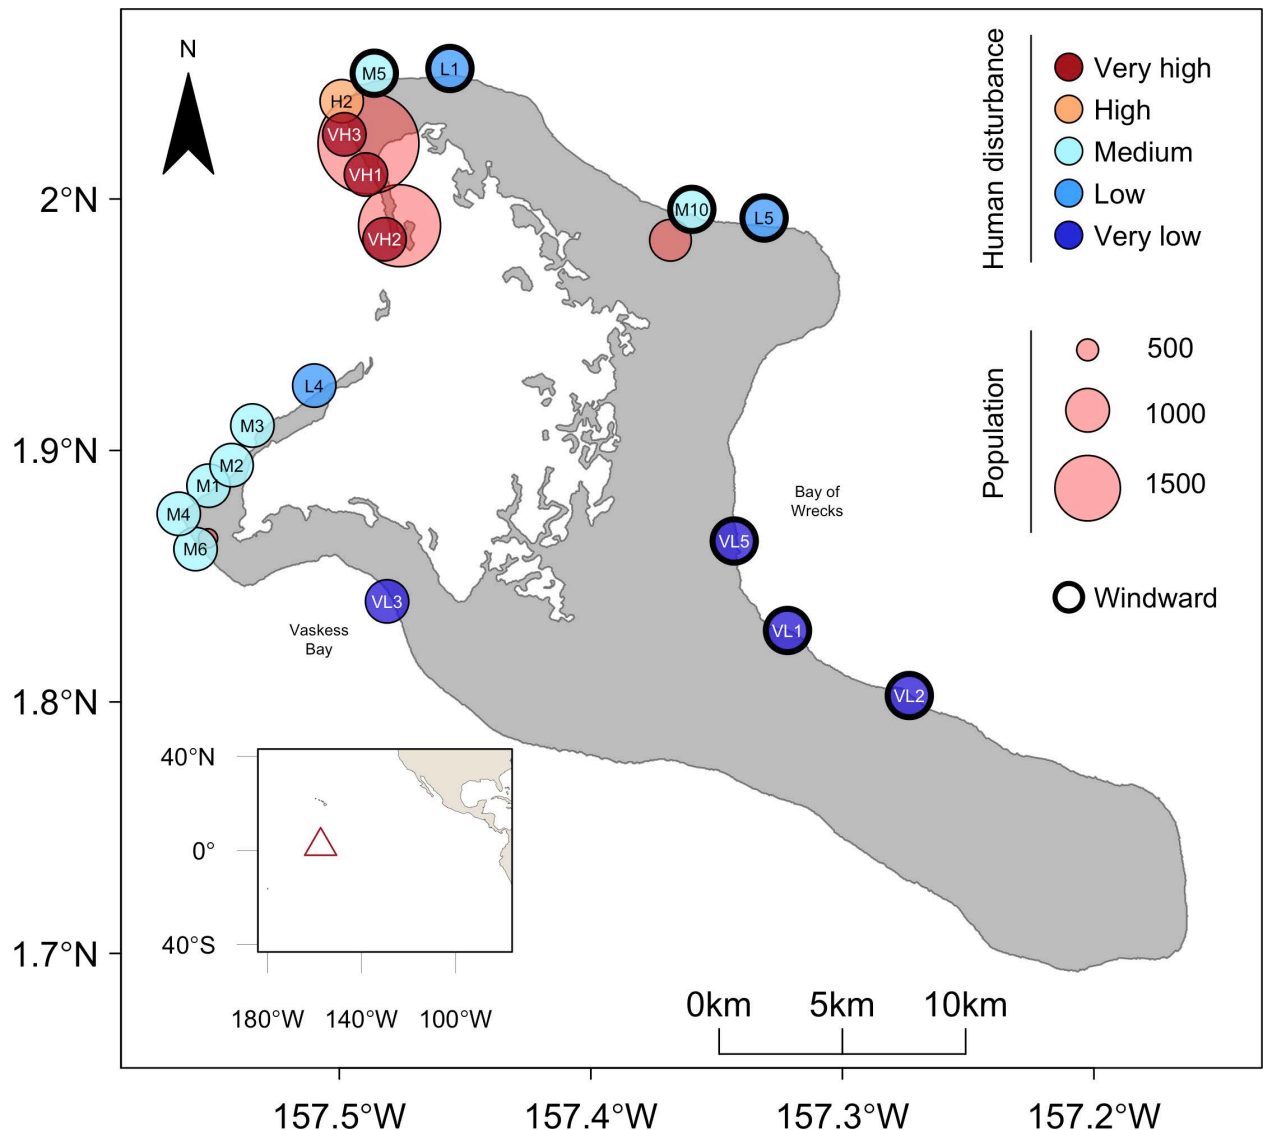 N
M5
L1
H2
VH3
VH1
VH2
M10
L5
L4
M3
M2
M1
M4
M6
VL3
VL5
VL1
VL2
Vaskess
Bay
Bay of
Wrecks
Human disturbance
Very high
High
Medium
Low
Very low
Population
500
1000
1500
Windward
2°N
1.9°N
1.8°N
1.7°N
40°N
0°
40°S
180°W 140°W 100°W
0km 5km 10km
157.5°W 157.4°W 157.3°W 157.2°W